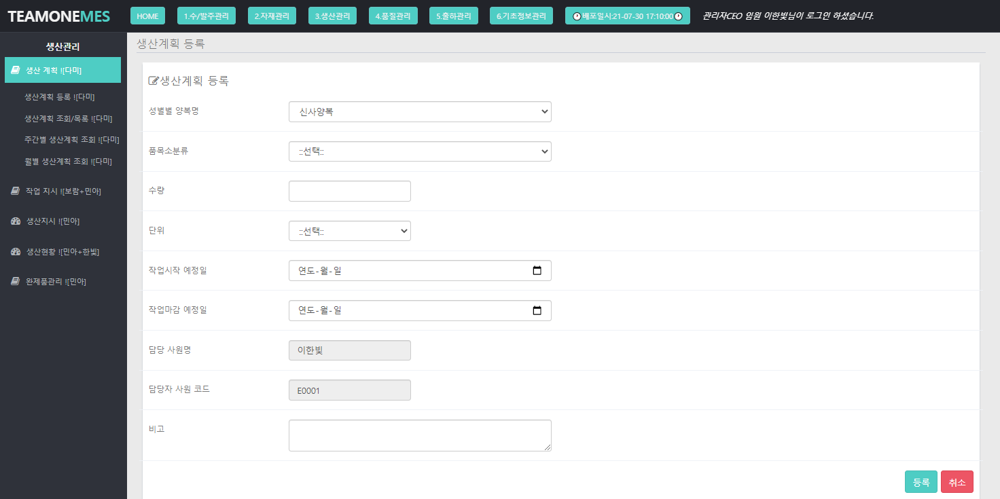 TEAMONEMES HOME 1.수/발주관리 2.자재관리 3.생산관리 4.품질관리 5.출하관리 6.기초정보관리 배포일시:21-07-30 17:10:00 관리자CEO 임원 이한빛님이 로그인 하셨습니다.
생산관리
생산 계획 ![다미]
생산계획 등록 ![다미]
생산계획 조회/목록 ![다미]
주간별 생산계획 조회 ![다미]
월별 생산계획 조회 ![다미]
작업 지시 ![보람+민아]
생산지시 ![민아]
생산현황 ![민아+한빛]
완제품관리 ![민아]
생산계획 등록
생산계획 등록
성별별 양복명 신사양복
품목소분류 ::선택::
수량
단위 ::선택::
작업시작 예정일 연도-월-일
작업마감 예정일 연도-월-일
담당 사원명 이한빛
담당자 사원 코드 E0001
비고
등록 취소